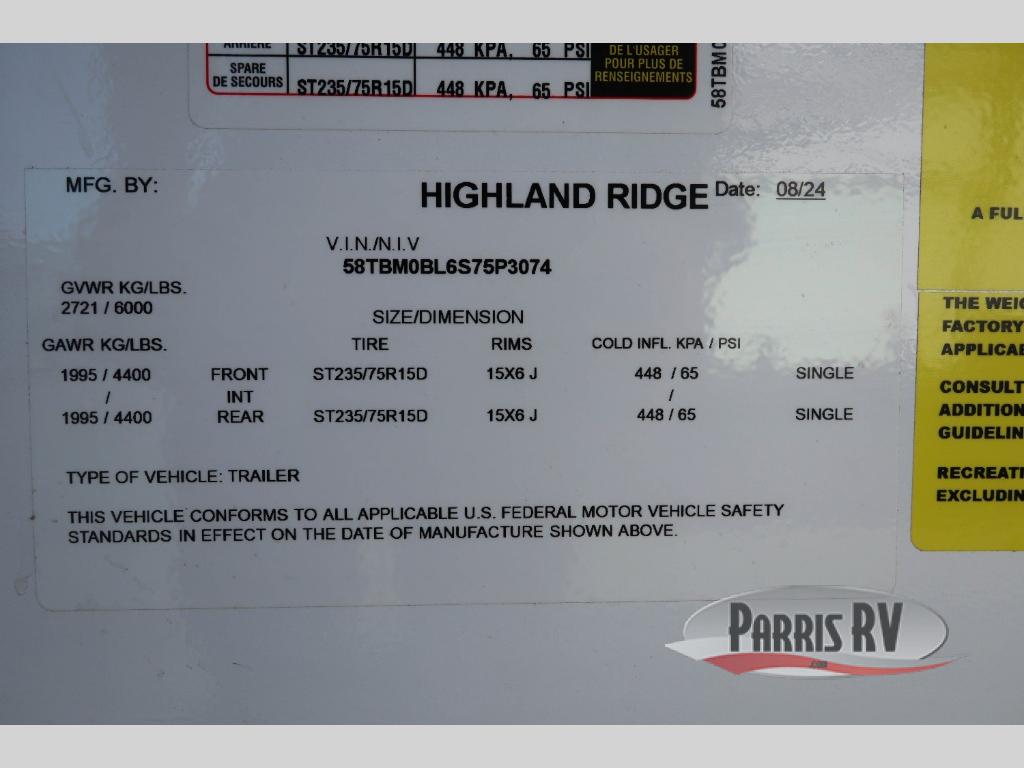 ARRIÈRE ST235/75R15D 448 KPA, 65 PSI
SPARE
DE SECOURS ST235/75R15D 448 KPA, 65 PSI
DE L'USAGER
POUR PLUS DE
RENSEIGNEMENTS
58TBM0
MFG. BY: HIGHLAND RIDGE Date: 08/24
V.I.N./N.I.V
58TBM0BL6S75P3074
GVWR KG/LBS.
2721 / 6000
SIZE/DIMENSION
GAWR KG/LBS. TIRE RIMS COLD INFL. KPA / PSI
1995 / 4400 FRONT ST235/75R15D 15X6 J 448 / 65 SINGLE
/ INT /
1995 / 4400 REAR ST235/75R15D 15X6 J 448 / 65 SINGLE
TYPE OF VEHICLE: TRAILER
THIS VEHICLE CONFORMS TO ALL APPLICABLE U.S. FEDERAL MOTOR VEHICLE SAFETY
STANDARDS IN EFFECT ON THE DATE OF MANUFACTURE SHOWN ABOVE.
A FUL
THE WEIG
FACTORY
APPLICAB
CONSULT
ADDITION
GUIDELIN
RECREATI
EXCLUDIN
PARRIS RV
.com